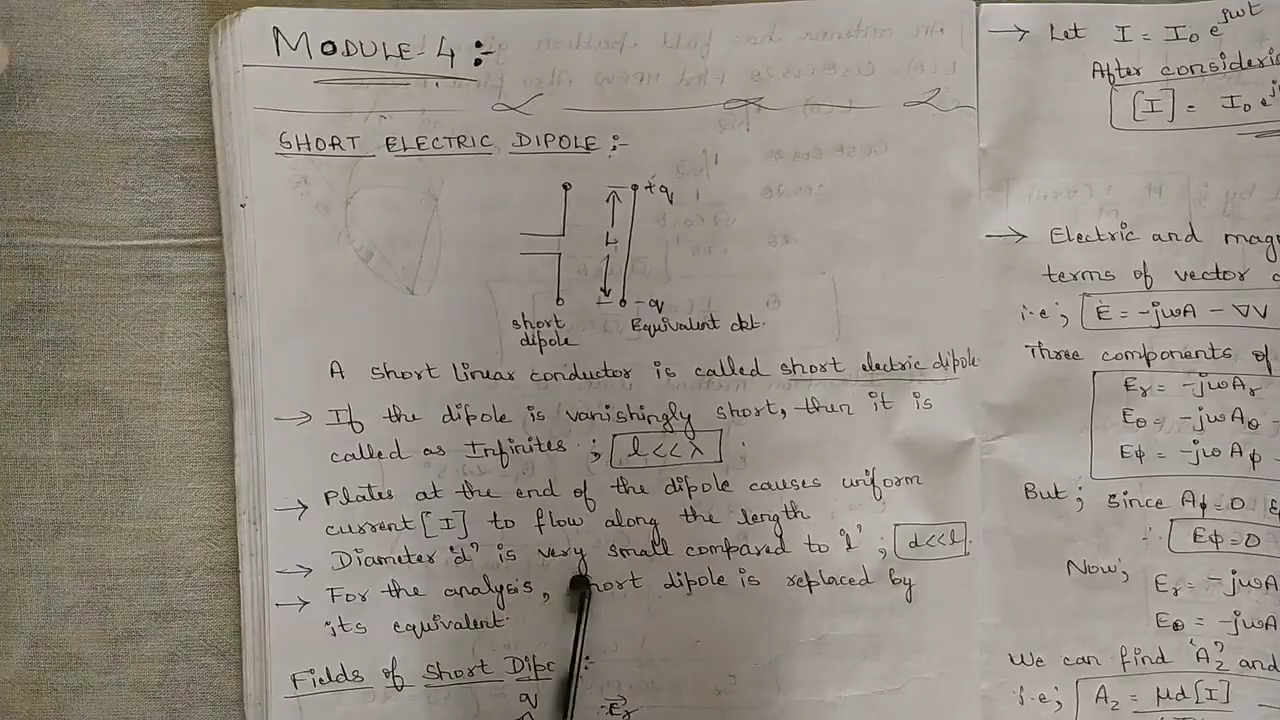 MODULE-4 :-
SHORT ELECTRIC DIPOLE :-
+q
L
-q
short dipole
Equivalent ckt.
A short linear conductor is called short electric dipole
→ If the dipole is vanishingly short, then it is
called as Infinites ; l<<λ ;
→ Plates at the end of the dipole causes uniform
current [I] to flow along the length
→ Diameter 'd' is very small compared to 'l' ; d<<l.
→ For the analysis, short dipole is replaced by
its equivalent.
Fields of Short Dipo :-
q
E⃗r
→ Let I = I0 e^jωt
After consideri
[I] = I0 e^j
→ Electric and mag
terms of vector
i.e; E = -jωA - ∇V
Three components of
Er = -jωAr
Eθ = -jωAθ -
Eϕ = -jωAϕ -
But; since Aϕ=0
∴ Eϕ=0
Now; Er = -jωA
Eθ = -jωA
We can find 'Az' and
i.e; Az = μd[I]